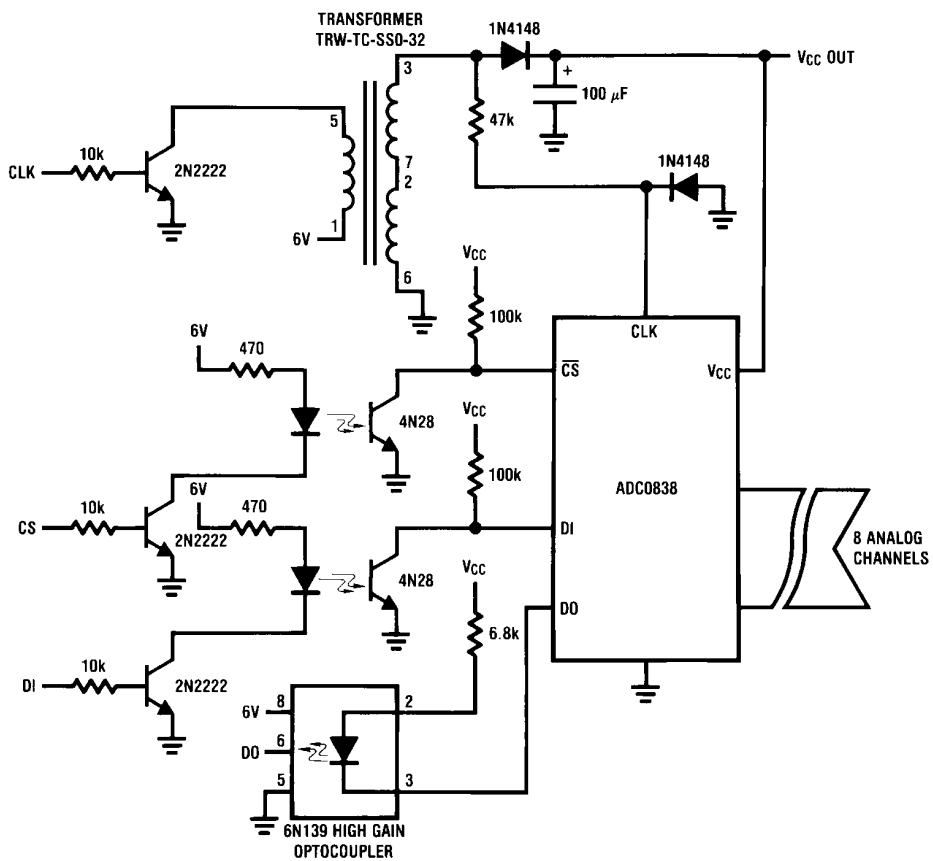 TRANSFORMER
TRW-TC-SSO-32
1N4148
3
VCC OUT
+
100 μF
5
47k
10k
CLK
2N2222
7
2
1N4148
1
6V
6
VCC
100k
CLK
6V
470
CS
VCC
4N28
VCC
100k
ADC0838
10k
6V
470
CS
2N2222
DI
8 ANALOG
CHANNELS
VCC
4N28
DO
6.8k
10k
DI
2N2222
8
2
6V
6
DO
5
3
6N139 HIGH GAIN
OPTOCOUPLER